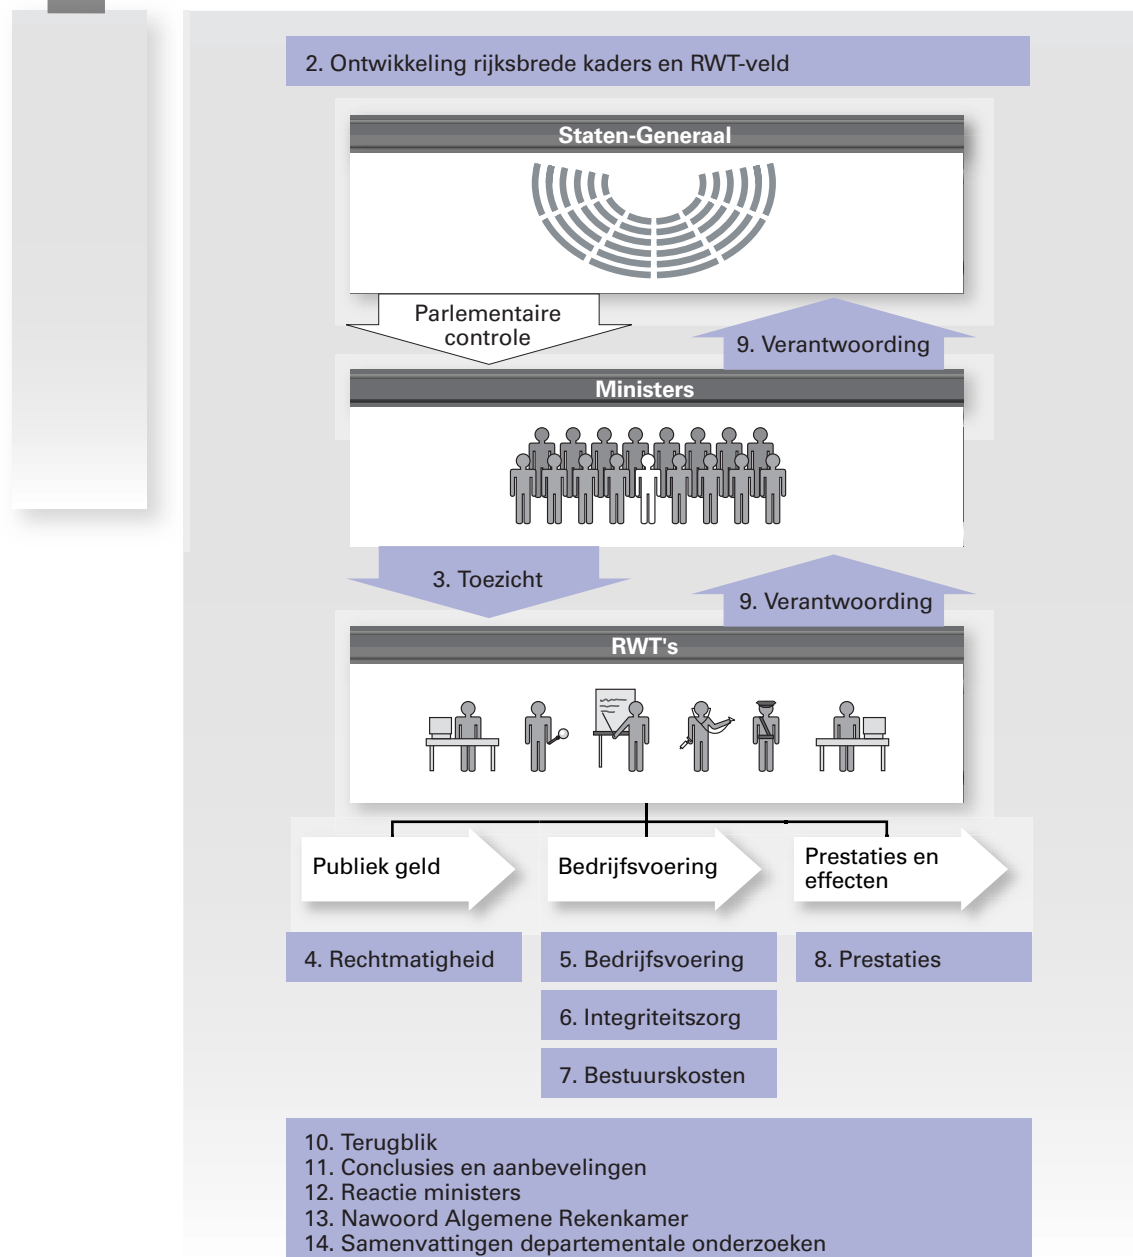 2. Ontwikkeling rijksbrede kaders en RWT-veld
Staten-Generaal
Parlementaire
controle
9. Verantwoording
Ministers
3. Toezicht
9. Verantwoording
RWT's
Publiek geld
Bedrijfsvoering
Prestaties en
effecten
4. Rechtmatigheid
5. Bedrijfsvoering
8. Prestaties
6. Integriteitszorg
7. Bestuurskosten
10. Terugblik
11. Conclusies en aanbevelingen
12. Reactie ministers
13. Nawoord Algemene Rekenkamer
14. Samenvattingen departementale onderzoeken